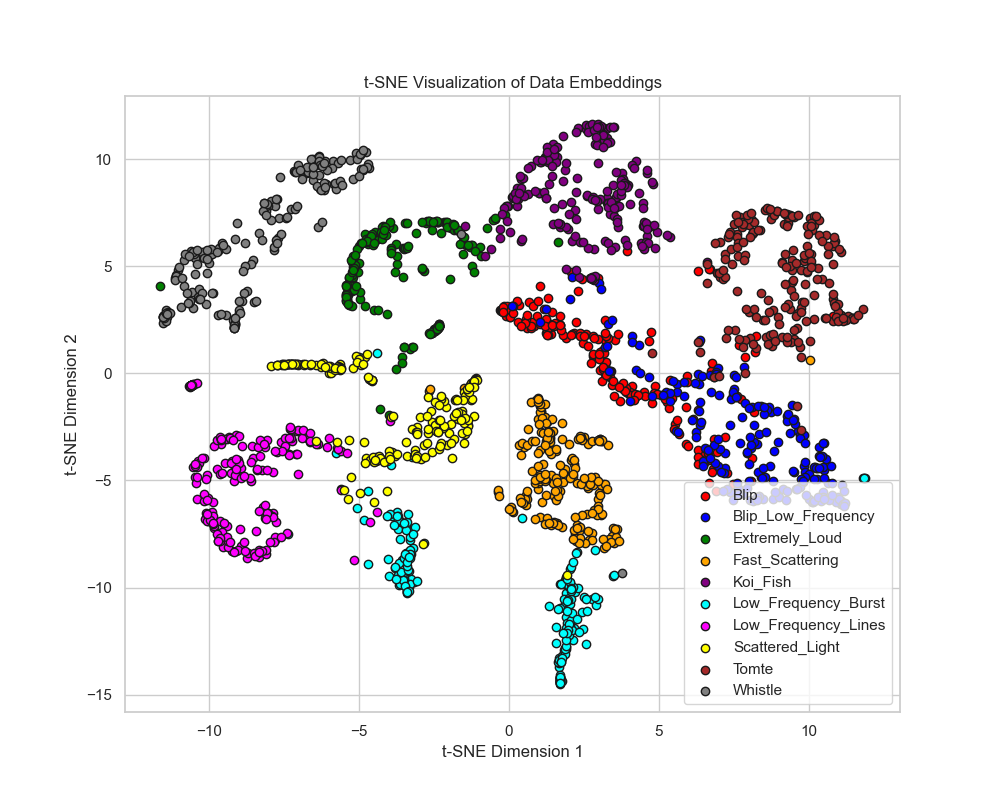 t-SNE Visualization of Data Embeddings
t-SNE Dimension 2
10
5
0
−5
−10
−15
−10
−5
0
5
10
t-SNE Dimension 1
Blip
Blip_Low_Frequency
Extremely_Loud
Fast_Scattering
Koi_Fish
Low_Frequency_Burst
Low_Frequency_Lines
Scattered_Light
Tomte
Whistle